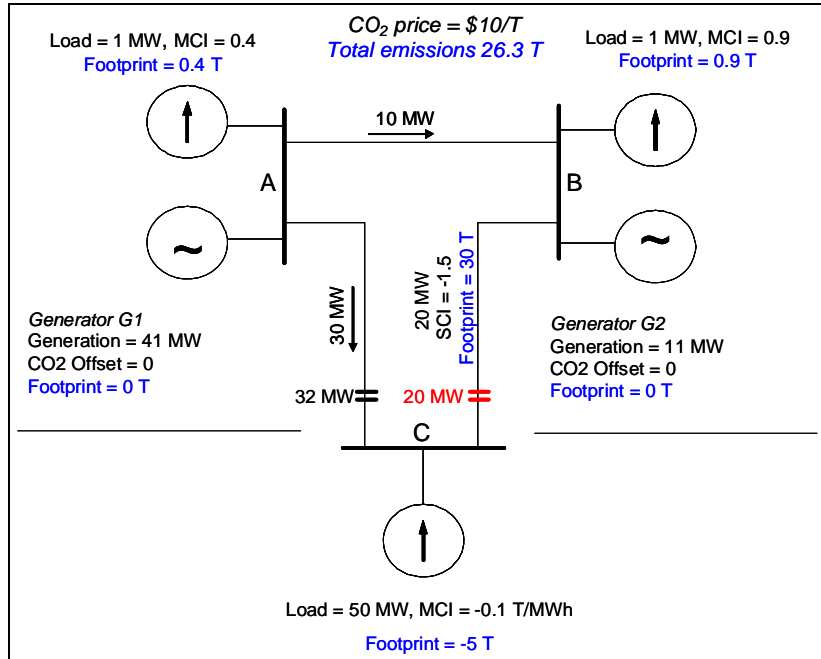 CO2 price = $10/T
Total emissions 26.3 T
Load = 1 MW, MCI = 0.4
Footprint = 0.4 T
Load = 1 MW, MCI = 0.9
Footprint = 0.9 T
10 MW
A
B
~
~
30 MW
20 MW
SCI = -1.5
Footprint = 30 T
Generator G1
Generation = 41 MW
CO2 Offset = 0
Footprint = 0 T
Generator G2
Generation = 11 MW
CO2 Offset = 0
Footprint = 0 T
32 MW
20 MW
C
Load = 50 MW, MCI = -0.1 T/MWh
Footprint = -5 T